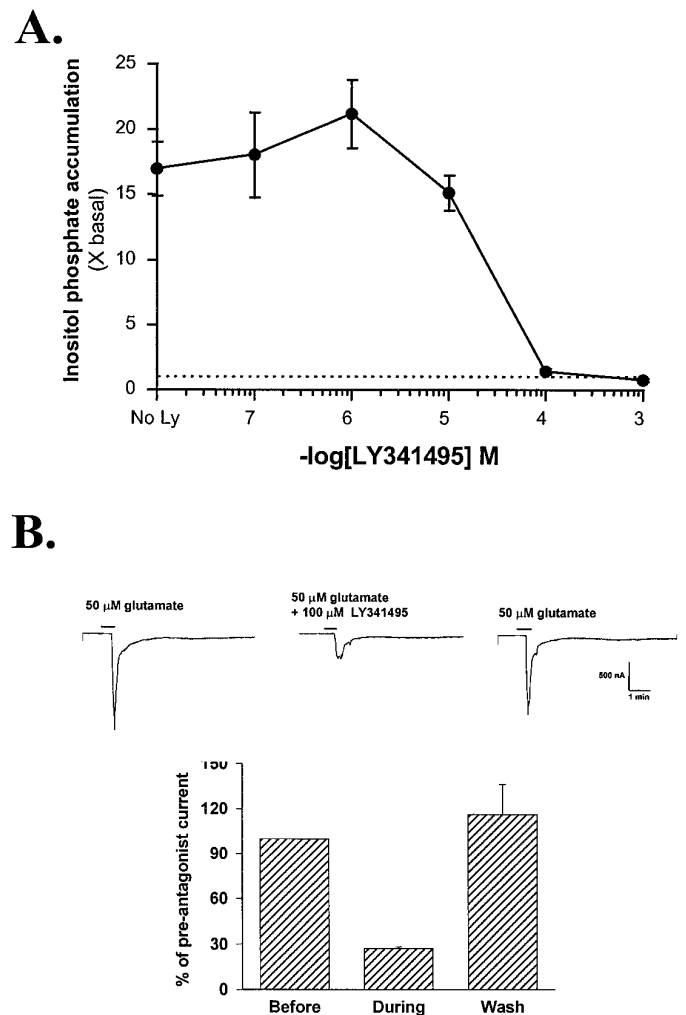 A.
Inositol phosphate accumulation
(X basal)
25
20
15
10
5
0
No Ly 7 6 5 4 3
-log[LY341495] M
B.
50 μM glutamate
50 μM glutamate
+ 100 μM LY341495
50 μM glutamate
500 nA
1 min
% of pre-antagonist current
150
120
90
60
30
0
Before During Wash